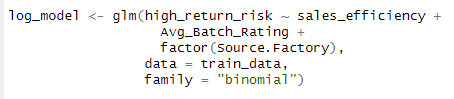 log_model <- glm(high_return_risk ~ sales_efficiency +
Avg_Batch_Rating +
factor(Source.Factory),
data = train_data,
family = "binomial")